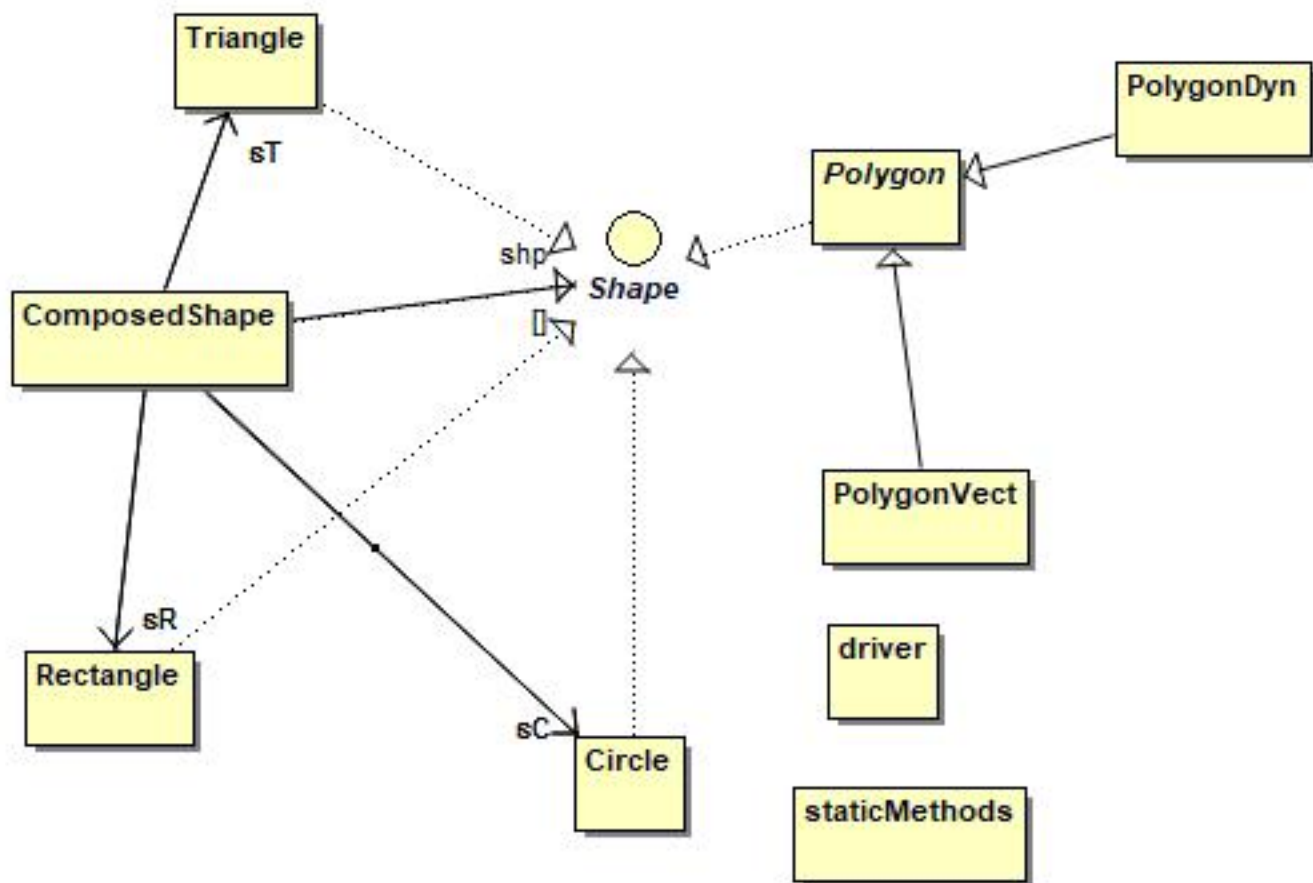 Triangle
PolygonDyn
sT
Polygon
shp
Shape
ComposedShape
[]
PolygonVect
sR
driver
Rectangle
sC
Circle
staticMethods